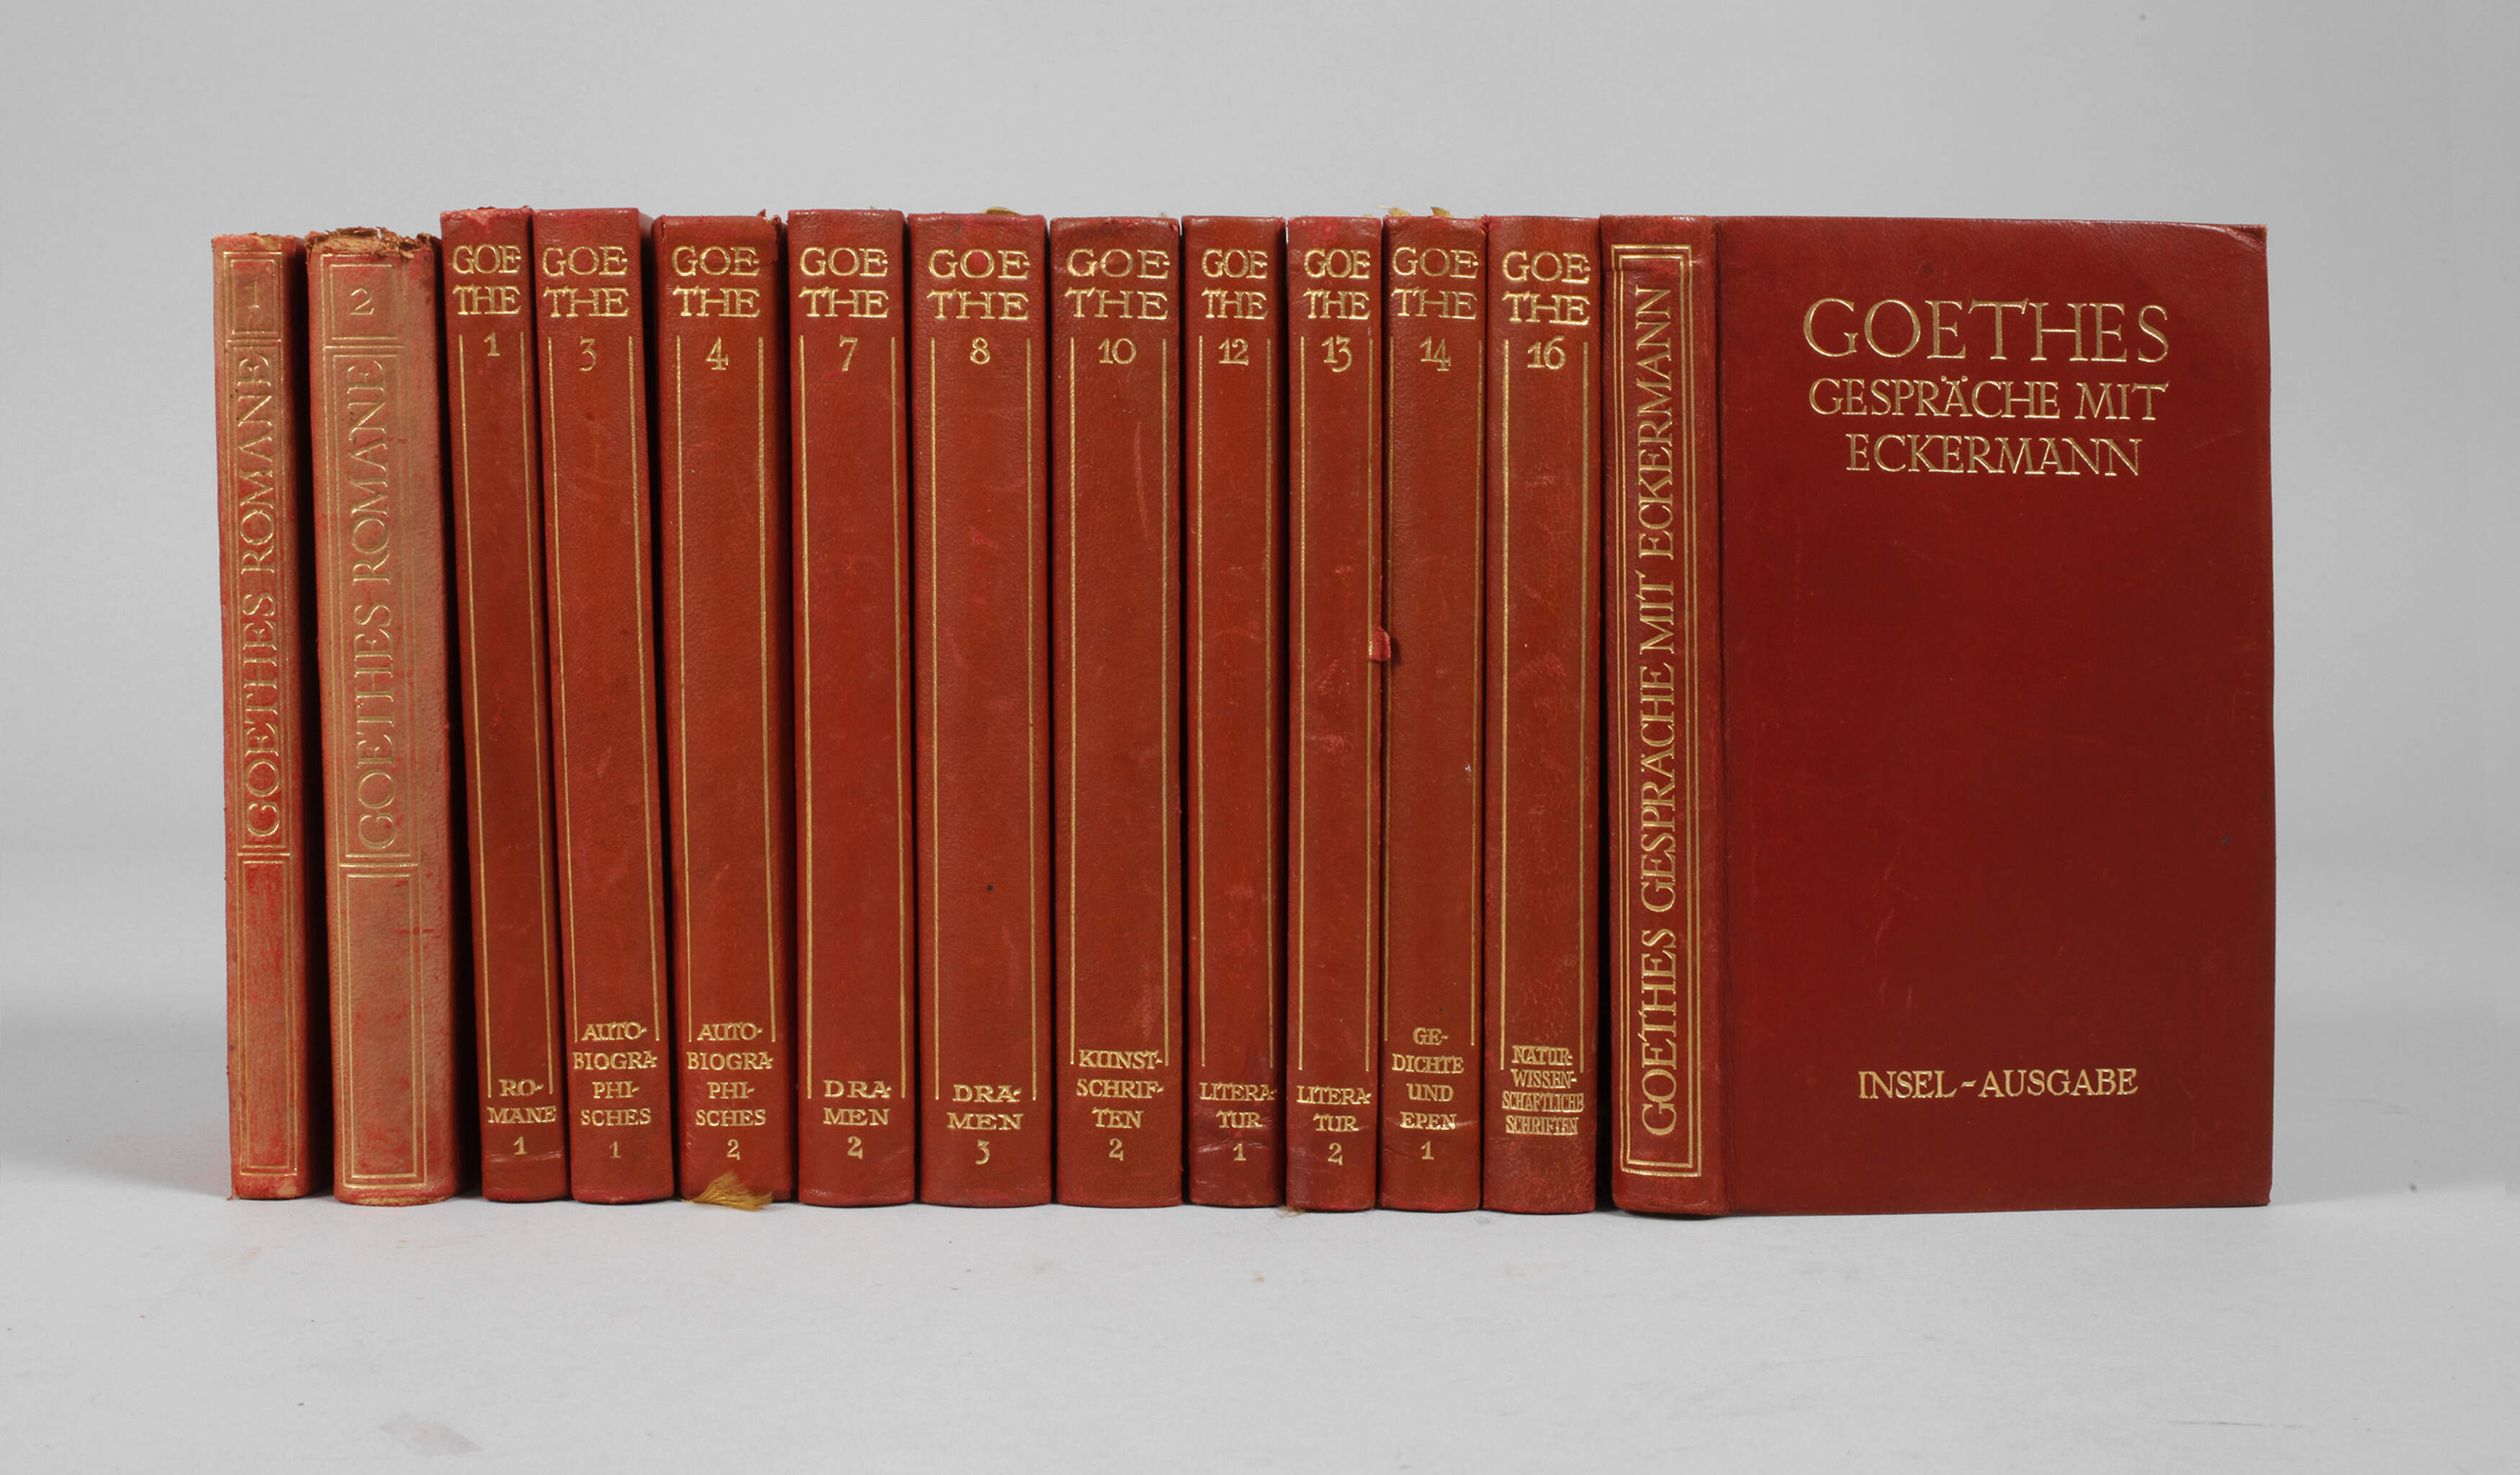 1
GOETHES ROMANE
2
GOETHES ROMANE
GOE-
THE
1
RO-
MANE
1
GOE-
THE
3
AUTO-
BIOGRA-
PHI-
SCHES
1
GOE-
THE
4
AUTO-
BIOGRA-
PHI-
SCHES
2
GOE-
THE
7
DRA-
MEN
2
GOE-
THE
8
DRA-
MEN
3
GOE-
THE
10
KUNST-
SCHRIF-
TEN
2
GOE-
THE
12
LITERA-
TUR
1
GOE-
THE
13
LITERA-
TUR
2
GOE-
THE
14
GE-
DICHTE
UND
EPEN
1
GOE-
THE
16
NATUR-
WISSEN-
SCHAFTLICHE
SCHRIFTEN
GOETHES GESPRÄCHE MIT ECKERMANN
GOETHES
GESPRÄCHE MIT
ECKERMANN
INSEL-AUSGABE